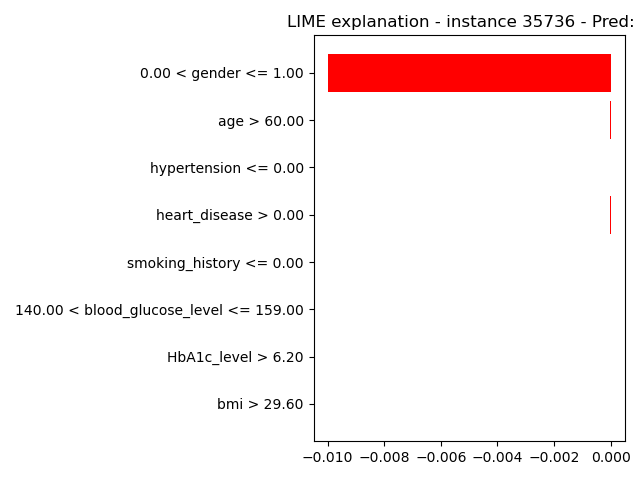 LIME explanation - instance 35736 - Pred:
0.00 < gender <= 1.00
age > 60.00
hypertension <= 0.00
heart_disease > 0.00
smoking_history <= 0.00
140.00 < blood_glucose_level <= 159.00
HbA1c_level > 6.20
bmi > 29.60
−0.010 −0.008 −0.006 −0.004 −0.002 0.000